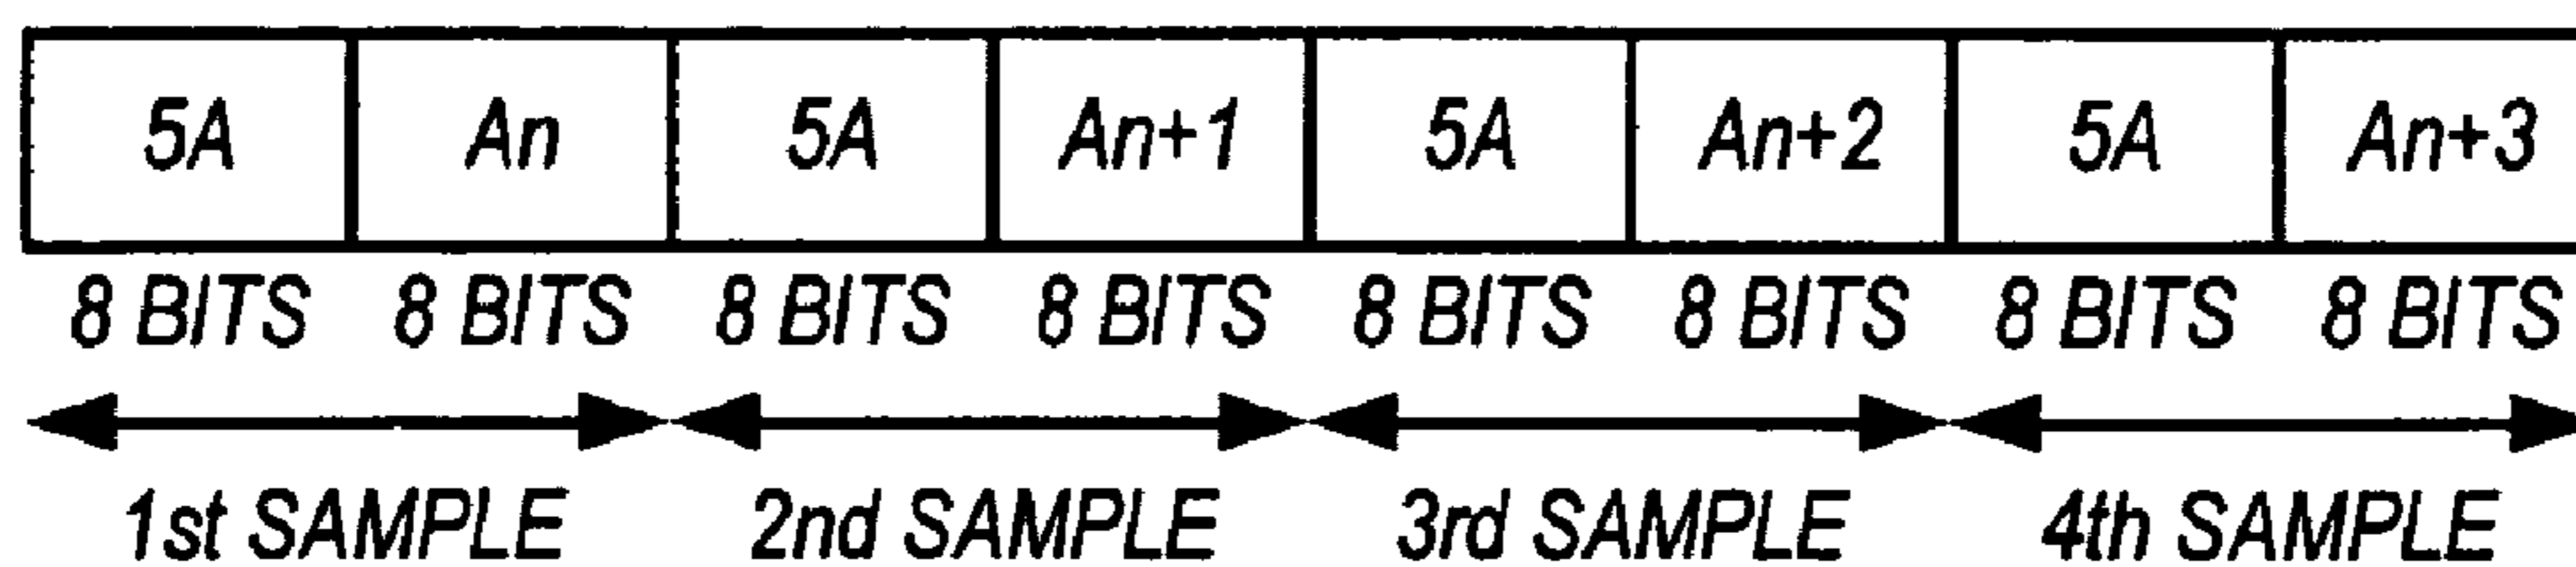 5A An 5A An+1 5A An+2 5A An+3
8 BITS 8 BITS 8 BITS 8 BITS 8 BITS 8 BITS 8 BITS 8 BITS
1st SAMPLE 2nd SAMPLE 3rd SAMPLE 4th SAMPLE